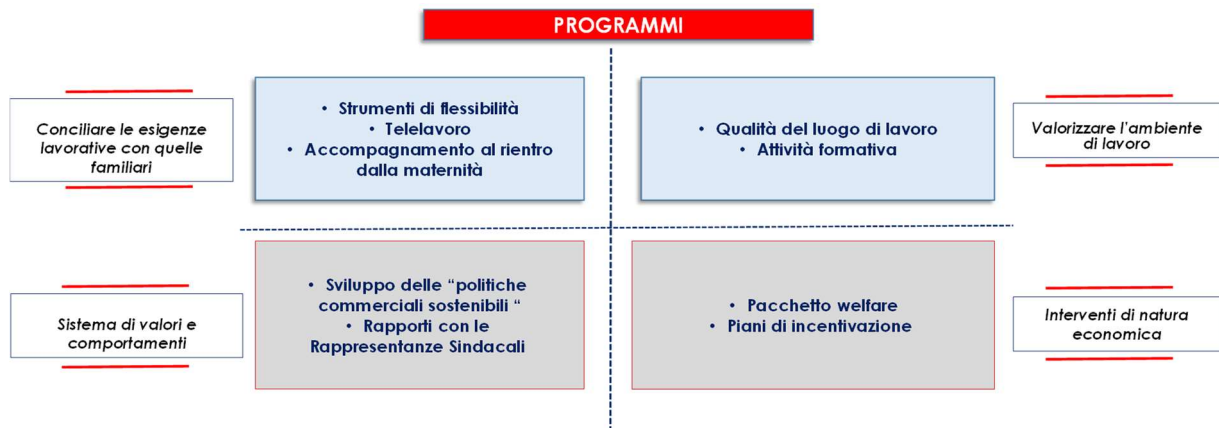 PROGRAMMI
Conciliare le esigenze
lavorative con quelle
familiari
• Strumenti di flessibilità
• Telelavoro
• Accompagnamento al rientro
dalla maternità
• Qualità del luogo di lavoro
• Attività formativa
Valorizzare l'ambiente
di lavoro
Sistema di valori e
comportamenti
• Sviluppo delle “politiche
commerciali sostenibili “
• Rapporti con le
Rappresentanze Sindacali
• Pacchetto welfare
• Piani di incentivazione
Interventi di natura
economica